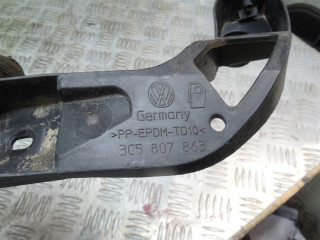 Germany
>PP-EPDM-TD10<
3C5 807 863